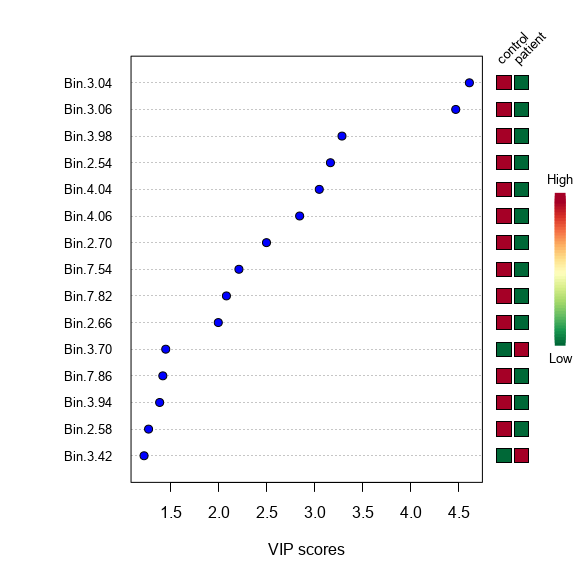 control
patient
Bin.3.04
Bin.3.06
Bin.3.98
Bin.2.54
Bin.4.04
Bin.4.06
Bin.2.70
Bin.7.54
Bin.7.82
Bin.2.66
Bin.3.70
Bin.7.86
Bin.3.94
Bin.2.58
Bin.3.42
High
Low
1.5 2.0 2.5 3.0 3.5 4.0 4.5
VIP scores